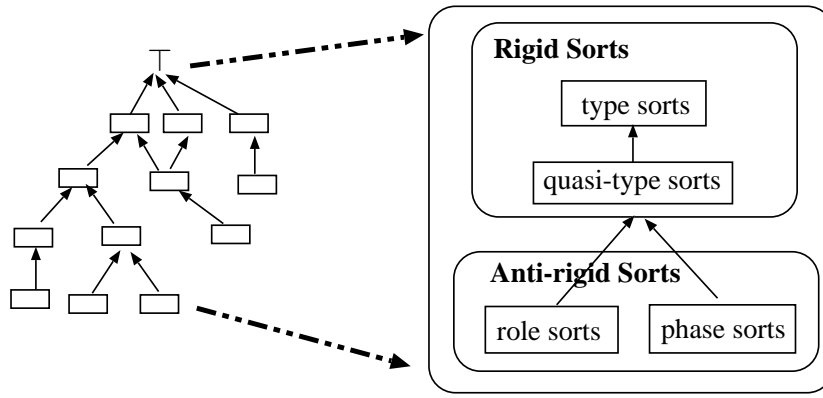 ⊤
Rigid Sorts
type sorts
quasi-type sorts
Anti-rigid Sorts
role sorts
phase sorts